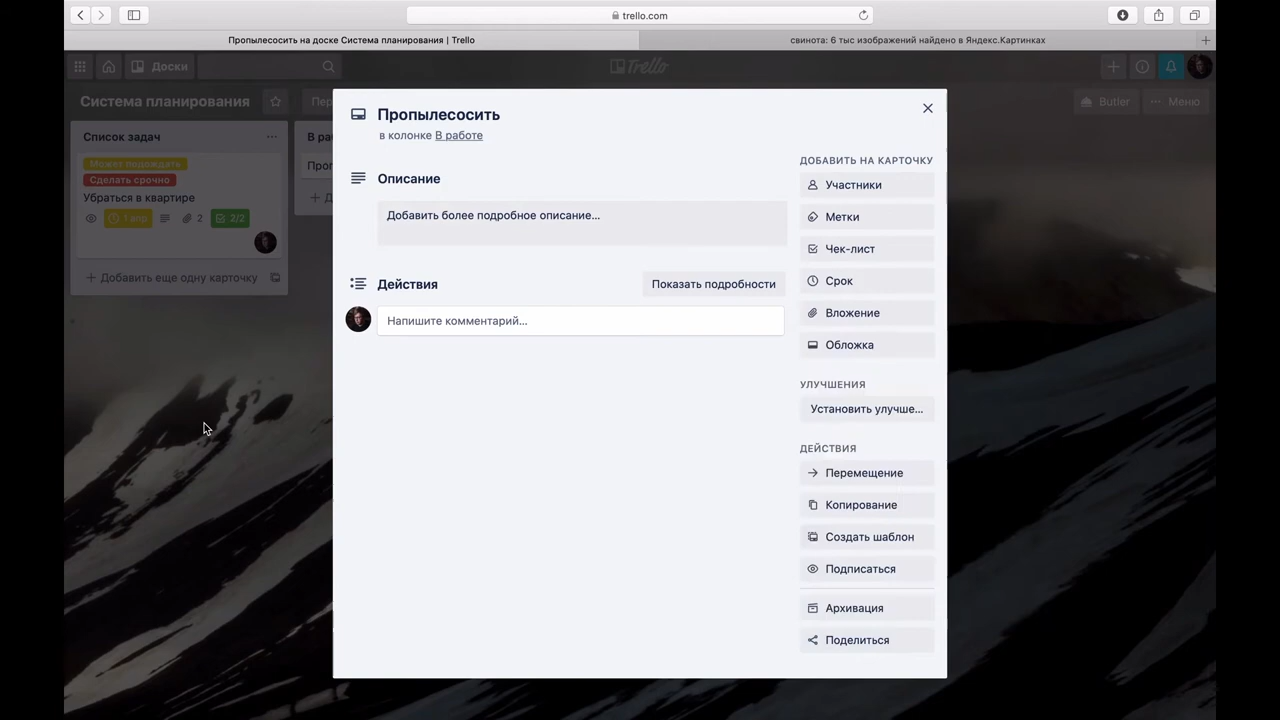 trello.com
Пропылесосить на доске Система планирования | Trello
свинота: 6 тыс изображений найдено в Яндекс.Картинках
Доски
Trello
Система планирования
Butler
Меню
Список задач
Может подождать
Сделать срочно
Убраться в квартире
1 апр
2
2/2
Добавить еще одну карточку
Пропылесосить
в колонке В работе
Описание
Добавить более подробное описание...
Действия
Показать подробности
Напишите комментарий...
ДОБАВИТЬ НА КАРТОЧКУ
Участники
Метки
Чек-лист
Срок
Вложение
Обложка
УЛУЧШЕНИЯ
Установить улучше...
ДЕЙСТВИЯ
Перемещение
Копирование
Создать шаблон
Подписаться
Архивация
Поделиться